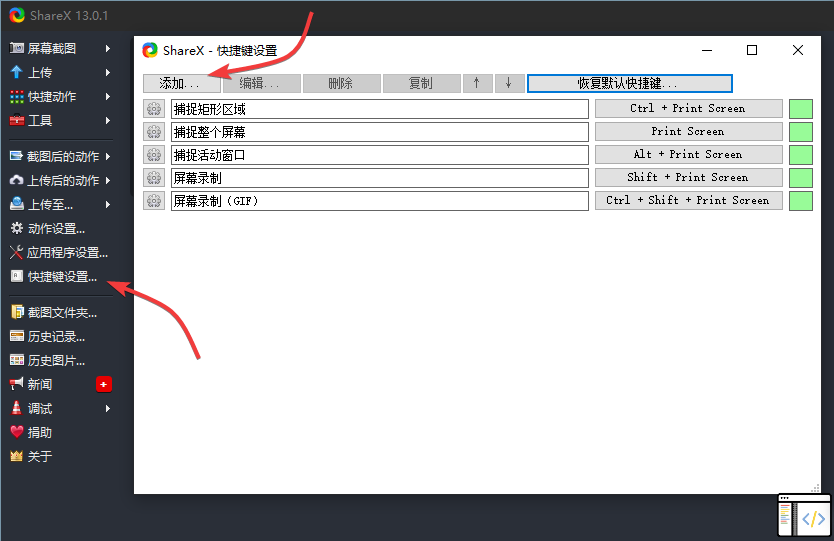 ShareX 13.0.1
屏幕截图
上传
快捷动作
工具
截图后的动作
上传后的动作
上传至...
动作设置...
应用程序设置...
快捷键设置...
截图文件夹...
历史记录...
历史图片...
新闻
调试
捐助
关于
ShareX - 快捷键设置
添加... 编辑... 删除 复制 ↑ ↓ 恢复默认快捷键...
捕捉矩形区域 Ctrl + Print Screen
捕捉整个屏幕 Print Screen
捕捉活动窗口 Alt + Print Screen
屏幕录制 Shift + Print Screen
屏幕录制（GIF） Ctrl + Shift + Print Screen